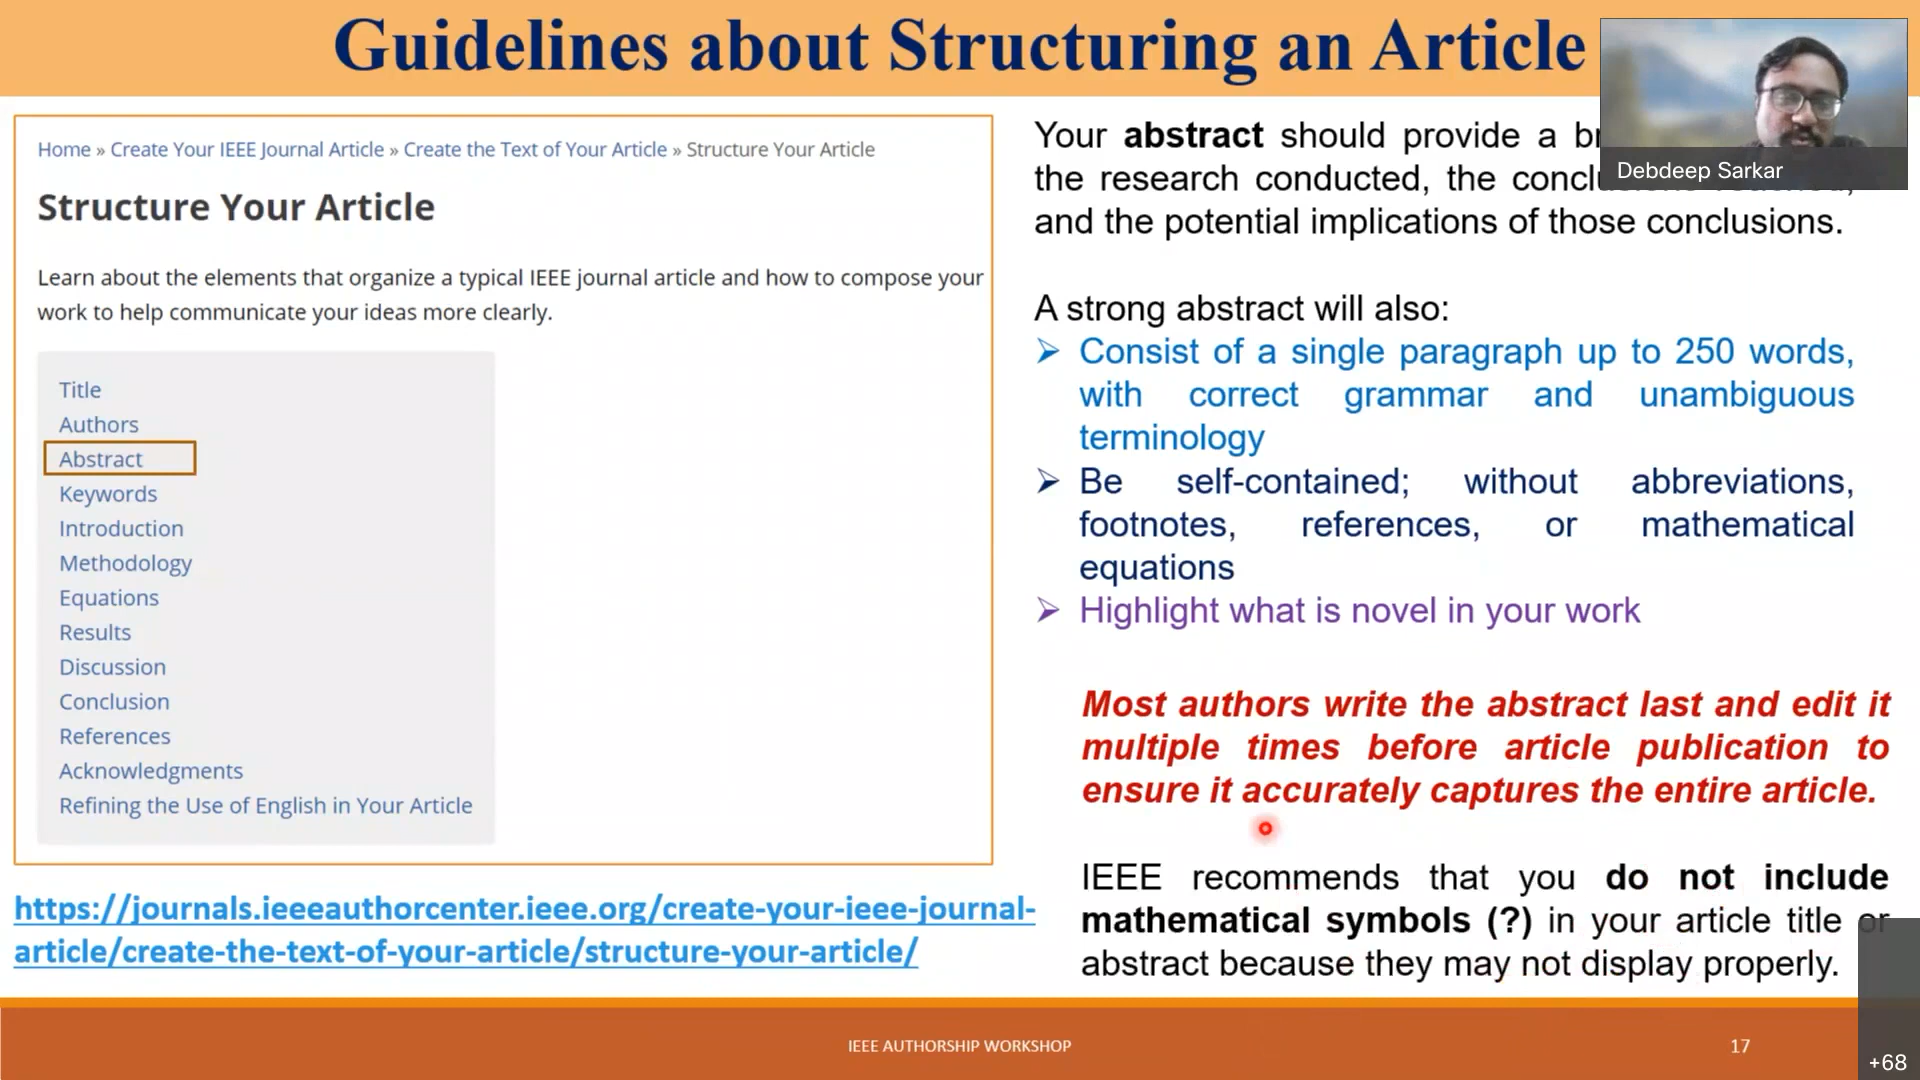 Guidelines about Structuring an Article
Debdeep Sarkar
Home » Create Your IEEE Journal Article » Create the Text of Your Article » Structure Your Article
Structure Your Article
Learn about the elements that organize a typical IEEE journal article and how to compose your
work to help communicate your ideas more clearly.
Title
Authors
Abstract
Keywords
Introduction
Methodology
Equations
Results
Discussion
Conclusion
References
Acknowledgments
Refining the Use of English in Your Article
https://journals.ieeeauthorcenter.ieee.org/create-your-ieee-journal-
article/create-the-text-of-your-article/structure-your-article/
Your abstract should provide a
the research conducted, the
and the potential implications of those conclusions.
A strong abstract will also:
➢ Consist of a single paragraph up to 250 words,
with correct grammar and unambiguous
terminology
➢ Be self-contained; without abbreviations,
footnotes, references, or mathematical
equations
➢ Highlight what is novel in your work
Most authors write the abstract last and edit it
multiple times before article publication to
ensure it accurately captures the entire article.
IEEE recommends that you do not include
mathematical symbols (?) in your article title or
abstract because they may not display properly.
IEEE AUTHORSHIP WORKSHOP
17
+68